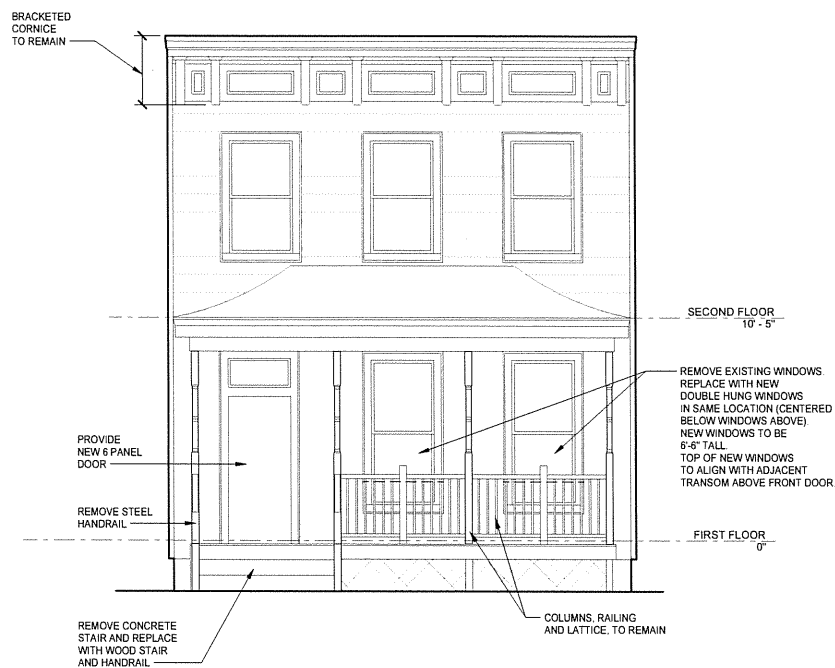 BRACKETED
CORNICE
TO REMAIN
SECOND FLOOR
10' - 5"
REMOVE EXISTING WINDOWS.
REPLACE WITH NEW
DOUBLE HUNG WINDOWS
IN SAME LOCATION (CENTERED
BELOW WINDOWS ABOVE).
NEW WINDOWS TO BE
6'-6" TALL.
TOP OF NEW WINDOWS
TO ALIGN WITH ADJACENT
TRANSOM ABOVE FRONT DOOR
PROVIDE
NEW 6 PANEL
DOOR
REMOVE STEEL
HANDRAIL
FIRST FLOOR
0"
REMOVE CONCRETE
STAIR AND REPLACE
WITH WOOD STAIR
AND HANDRAIL
COLUMNS, RAILING
AND LATTICE, TO REMAIN